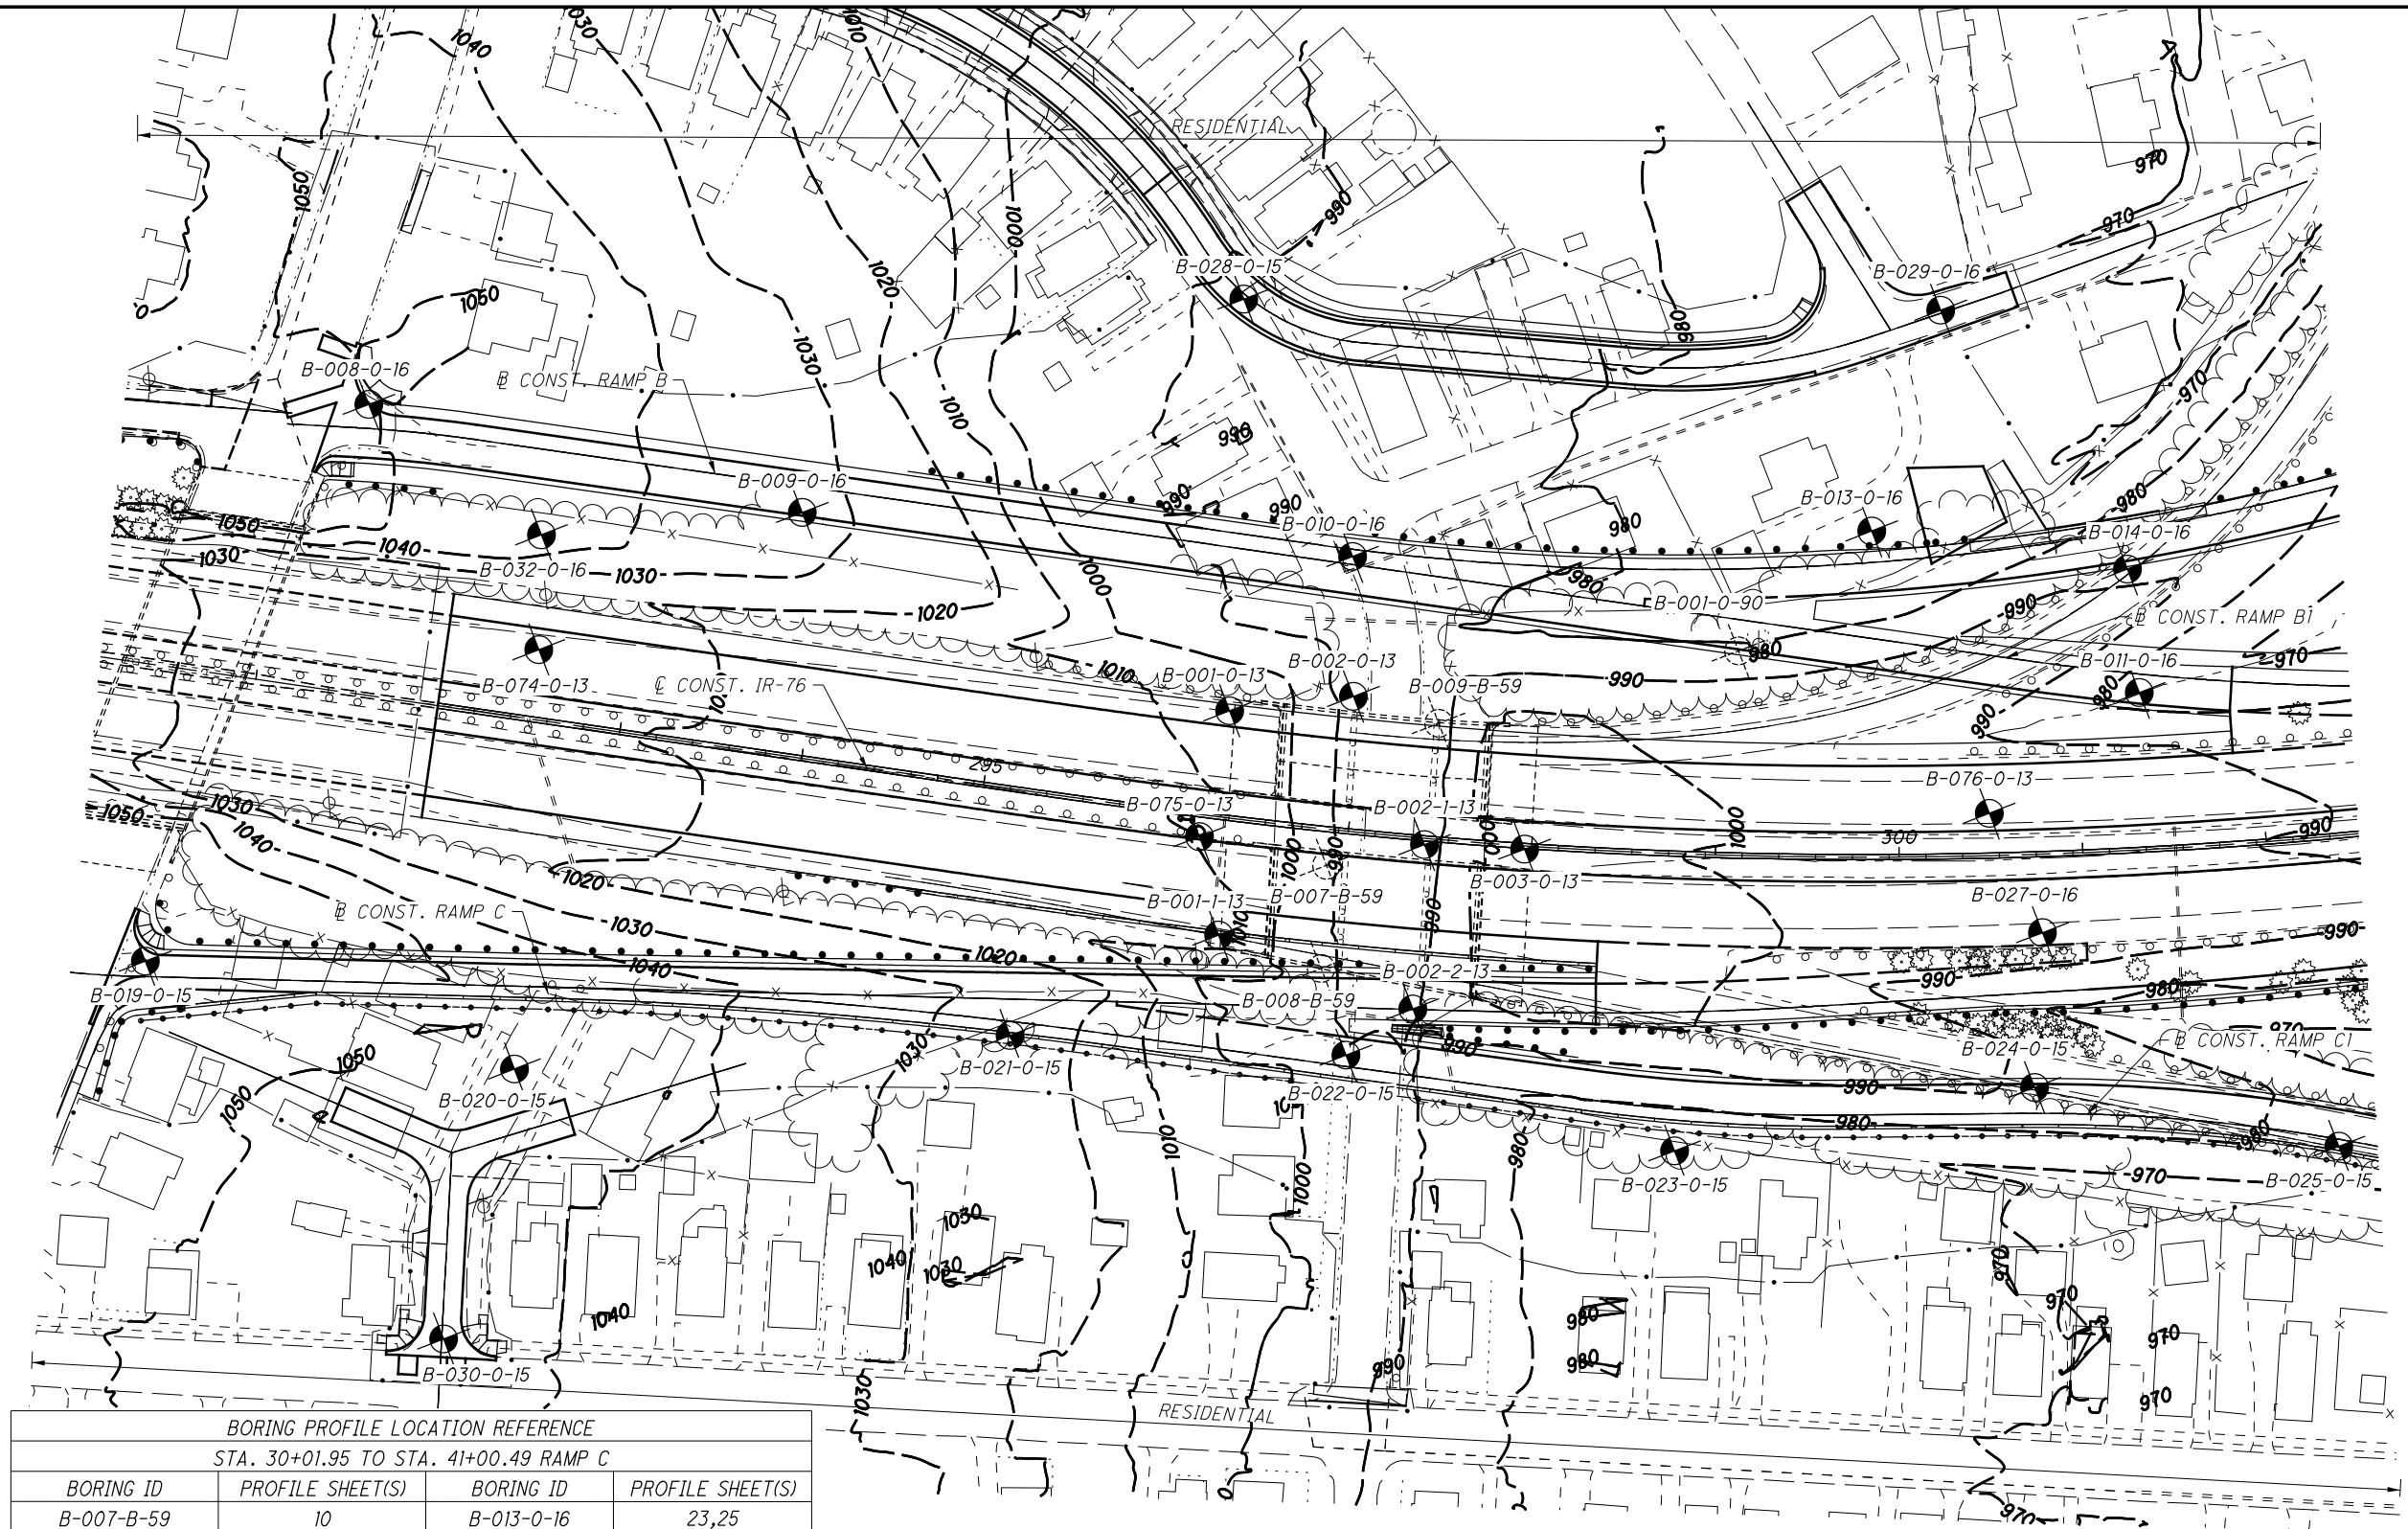 1040
1030
1010
RESIDENTIAL
970
1050
1000
990
970
1020
B-028-0-15
B-029-0-16
1050
980
1030
B-008-0-16
℄ CONST. RAMP B
970
1010
990
B-009-0-16
980
B-013-0-16
990
990
B-010-0-16
980
B-014-0-16
1050
1040
1030
1000
B-032-0-16
1030
980
1020
B-001-0-90
990
℄ CONST. RAMP B1
980
970
B-002-0-13
B-011-0-16
1010
B-001-0-13
990
B-074-0-13
℄ CONST. IR-76
B-009-B-59
980
990
295
B-076-0-13
1030
1050
B-075-0-13
B-002-1-13
1040
1000
990
1000
1000
300
990
1020
B-003-0-13
B-007-B-59
B-027-0-16
B-001-1-13
℄ CONST. RAMP C
1030
1010
990
990
1020
1040
B-002-2-13
990
980
B-019-0-15
B-008-B-59
970
1050
1030
990
B-024-0-15
℄ CONST. RAMP C1
B-021-0-15
B-020-0-15
B-022-0-15
990
1050
980
980
980
1010
970
B-023-0-15
B-025-0-15
1000
1030
1040
1030
970
970
1040
980
970
980
990
970
B-030-0-15
1030
RESIDENTIAL
970
BORING PROFILE LOCATION REFERENCE
STA. 30+01.95 TO STA. 41+00.49 RAMP C
BORING ID PROFILE SHEET(S) BORING ID PROFILE SHEET(S)
B-007-B-59 10 B-013-0-16 23,25